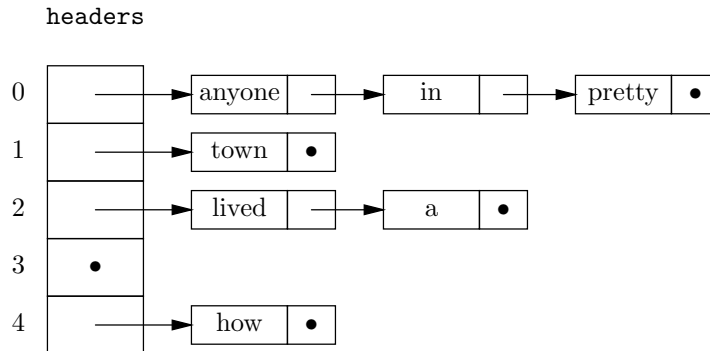 headers
0 anyone in pretty
1 town
2 lived a
3
4 how